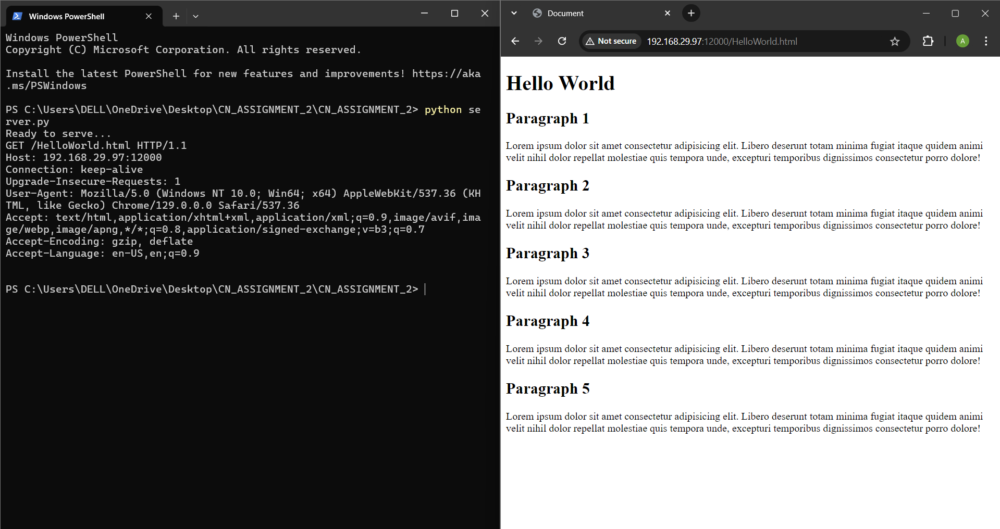 Windows PowerShell
Windows PowerShell
Copyright (C) Microsoft Corporation. All rights reserved.
Install the latest PowerShell for new features and improvements! https://aka
.ms/PSWindows
PS C:\Users\DELL\OneDrive\Desktop\CN_ASSIGNMENT_2\CN_ASSIGNMENT_2> python se
rver.py
Ready to serve...
GET /HelloWorld.html HTTP/1.1
Host: 192.168.29.97:12000
Connection: keep-alive
Upgrade-Insecure-Requests: 1
User-Agent: Mozilla/5.0 (Windows NT 10.0; Win64; x64) AppleWebKit/537.36 (KH
TML, like Gecko) Chrome/129.0.0.0 Safari/537.36
Accept: text/html,application/xhtml+xml,application/xml;q=0.9,image/avif,ima
ge/webp,image/apng,*/*;q=0.8,application/signed-exchange;v=b3;q=0.7
Accept-Encoding: gzip, deflate
Accept-Language: en-US,en;q=0.9
PS C:\Users\DELL\OneDrive\Desktop\CN_ASSIGNMENT_2\CN_ASSIGNMENT_2>
Document
Not secure 192.168.29.97:12000/HelloWorld.html A
Hello World
Paragraph 1
Lorem ipsum dolor sit amet consectetur adipisicing elit. Libero deserunt totam minima fugiat itaque quidem animi
velit nihil dolor repellat molestiae quis tempora unde, excepturi temporibus dignissimos consectetur porro dolore!
Paragraph 2
Lorem ipsum dolor sit amet consectetur adipisicing elit. Libero deserunt totam minima fugiat itaque quidem animi
velit nihil dolor repellat molestiae quis tempora unde, excepturi temporibus dignissimos consectetur porro dolore!
Paragraph 3
Lorem ipsum dolor sit amet consectetur adipisicing elit. Libero deserunt totam minima fugiat itaque quidem animi
velit nihil dolor repellat molestiae quis tempora unde, excepturi temporibus dignissimos consectetur porro dolore!
Paragraph 4
Lorem ipsum dolor sit amet consectetur adipisicing elit. Libero deserunt totam minima fugiat itaque quidem animi
velit nihil dolor repellat molestiae quis tempora unde, excepturi temporibus dignissimos consectetur porro dolore!
Paragraph 5
Lorem ipsum dolor sit amet consectetur adipisicing elit. Libero deserunt totam minima fugiat itaque quidem animi
velit nihil dolor repellat molestiae quis tempora unde, excepturi temporibus dignissimos consectetur porro dolore!